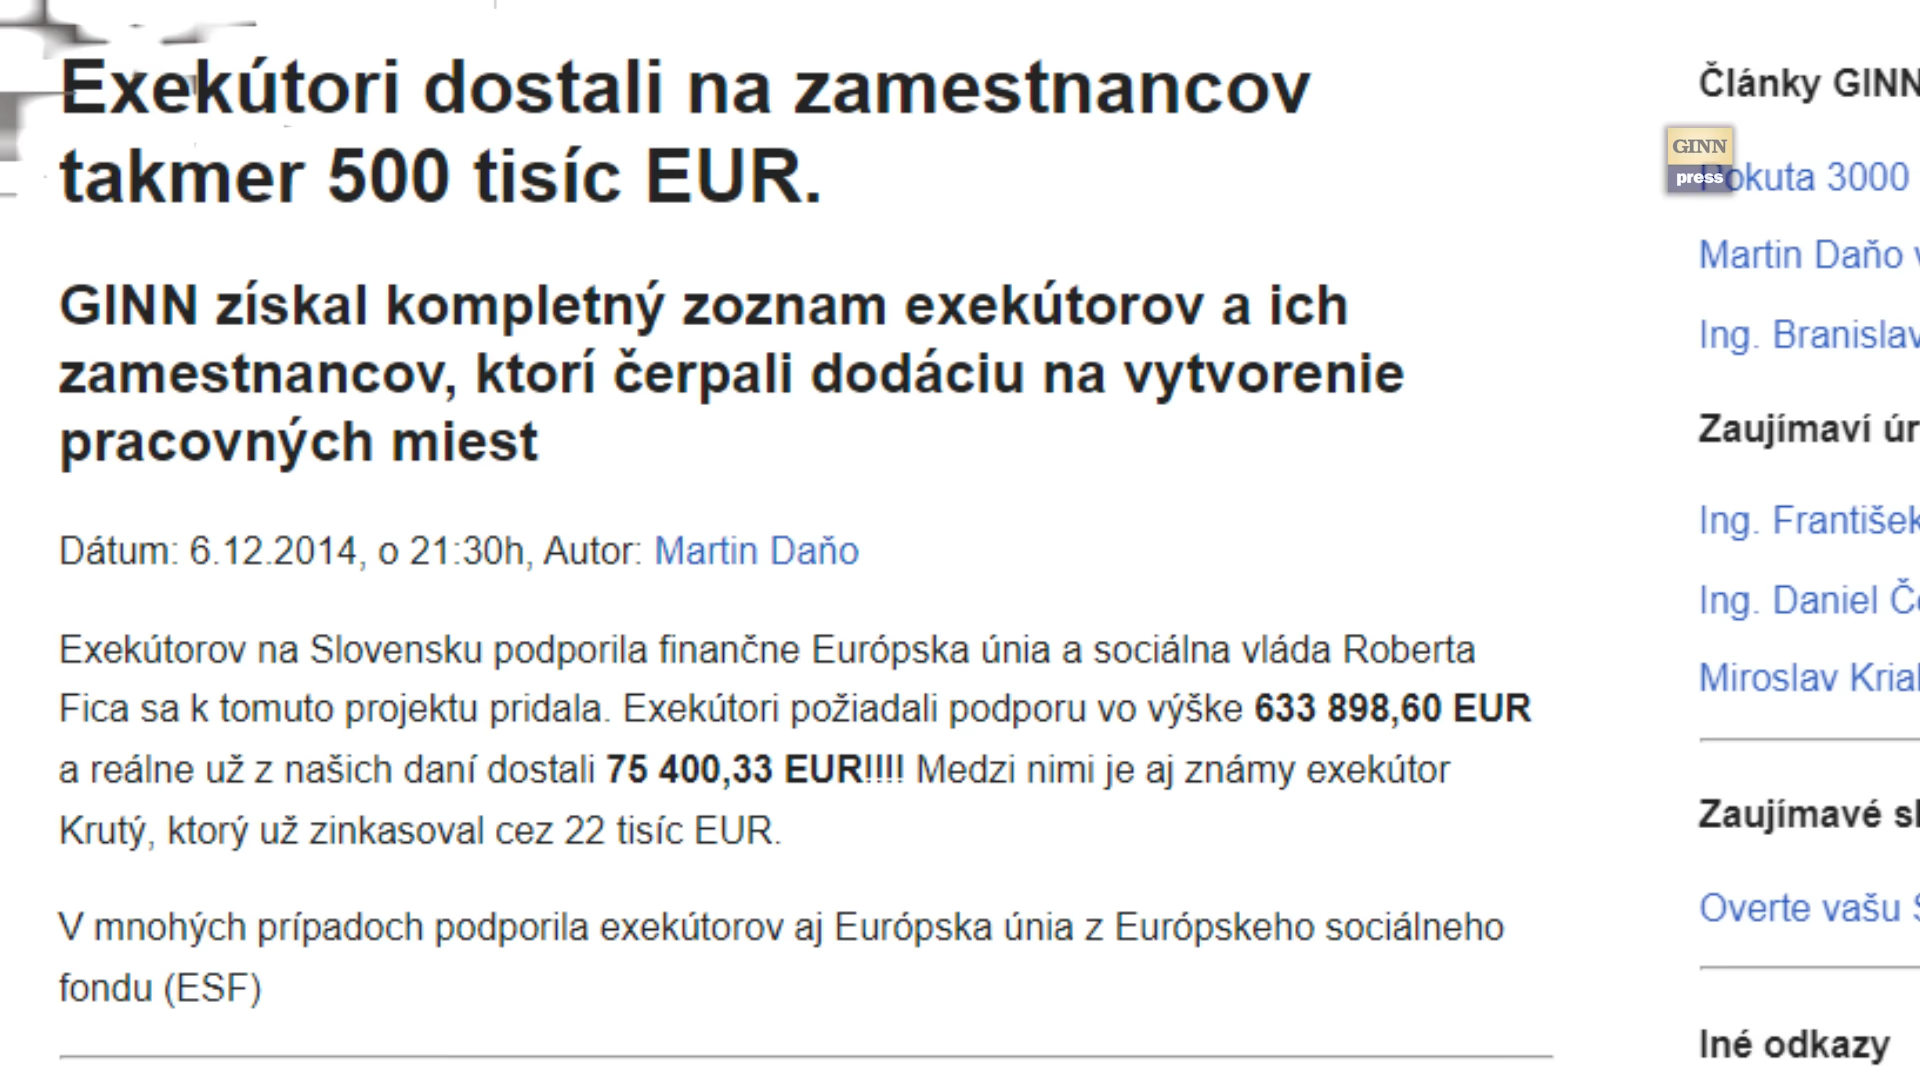 Exekútori dostali na zamestnancov
takmer 500 tisíc EUR.
GINN získal kompletný zoznam exekútorov a ich
zamestnancov, ktorí čerpali dodáciu na vytvorenie
pracovných miest
Dátum: 6.12.2014, o 21:30h, Autor: Martin Daňo
Exekútorov na Slovensku podporila finančne Európska únia a sociálna vláda Roberta
Fica sa k tomuto projektu pridala. Exekútori požiadali podporu vo výške 633 898,60 EUR
a reálne už z našich daní dostali 75 400,33 EUR!!!! Medzi nimi je aj známy exekútor
Krutý, ktorý už zinkasoval cez 22 tisíc EUR.
V mnohých prípadoch podporila exekútorov aj Európska únia z Európskeho sociálneho
fondu (ESF)
Články GINN
GINN
press
Pokuta 3000
Martin Daňo
Ing. Branislav
Zaujímaví
Ing. František
Ing. Daniel
Miroslav
Zaujímavé
Overte vašu
Iné odkazy